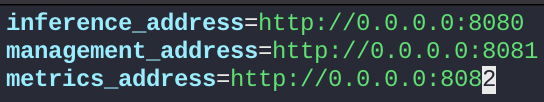 inference_address=http://0.0.0.0:8080
management_address=http://0.0.0.0:8081
metrics_address=http://0.0.0.0:8082